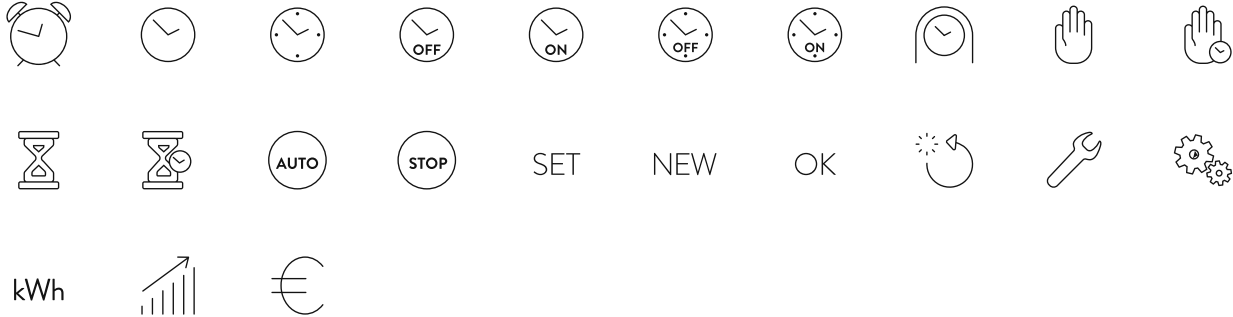 OFF ON OFF ON
AUTO STOP SET NEW OK
kWh €